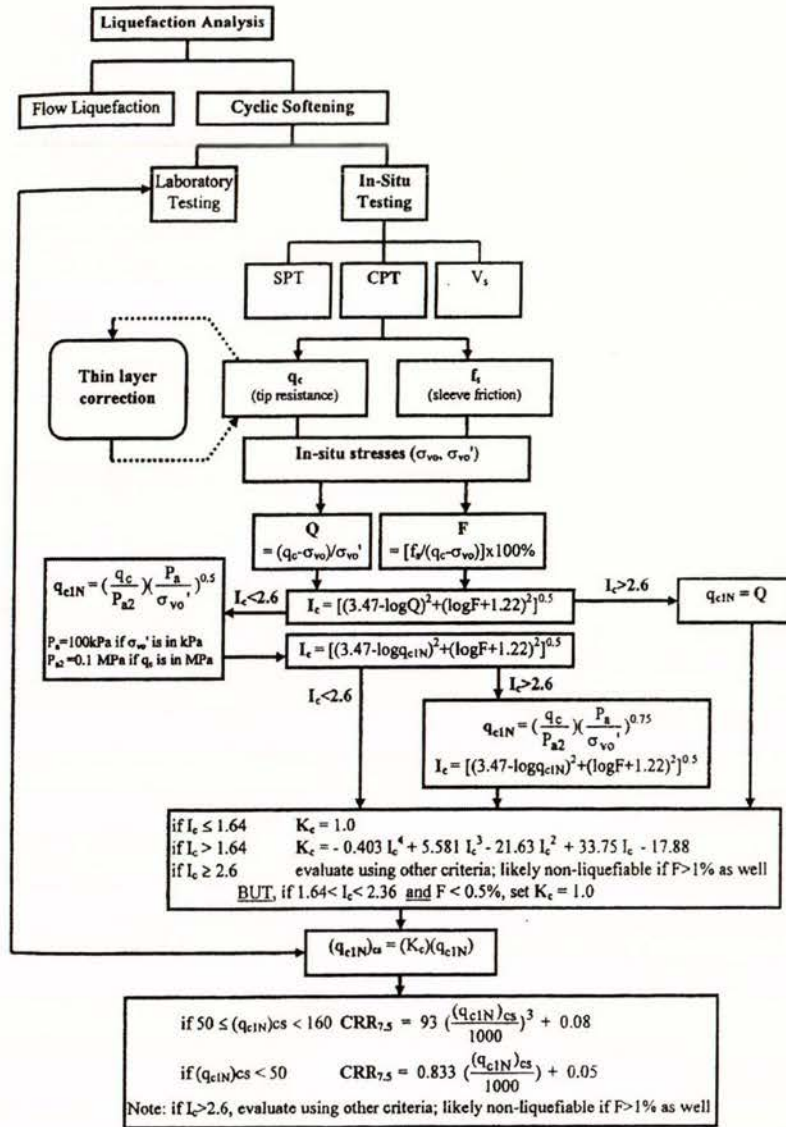 Liquefaction Analysis
Flow Liquefaction
Cyclic Softening
Laboratory
Testing
In-Situ
Testing
SPT
CPT
Vs
Thin layer
correction
qc
(tip resistance)
fs
(sleeve friction)
In-situ stresses (σvo, σvo')
Q
= (qc-σvo)/σvo'
F
= [fs/(qc-σvo)]x100%
qc1N = (qc/Pa2)(Pa/σvo')^0.5
Pa=100kPa if σvo' is in kPa
Pa2 =0.1 MPa if qc is in MPa
Ic<2.6
Ic = [(3.47-logQ)^2+(logF+1.22)^2]^0.5
Ic>2.6
qc1N = Q
Ic = [(3.47-logqc1N)^2+(logF+1.22)^2]^0.5
Ic<2.6
Ic>2.6
qc1N = (qc/Pa2)(Pa/σvo')^0.75
Ic = [(3.47-logqc1N)^2+(logF+1.22)^2]^0.5
if Ic ≤ 1.64 Kc = 1.0
if Ic > 1.64 Kc = - 0.403 Ic^4 + 5.581 Ic^3 - 21.63 Ic^2 + 33.75 Ic - 17.88
if Ic ≥ 2.6 evaluate using other criteria; likely non-liquefiable if F>1% as well
BUT, if 1.64< Ic< 2.36 and F < 0.5%, set Kc = 1.0
(qc1N)cs = (Kc)(qc1N)
if 50 ≤ (qc1N)cs < 160 CRR7.5 = 93 ((qc1N)cs/1000)^3 + 0.08
if (qc1N)cs < 50 CRR7.5 = 0.833 ((qc1N)cs/1000) + 0.05
Note: if Ic>2.6, evaluate using other criteria; likely non-liquefiable if F>1% as well